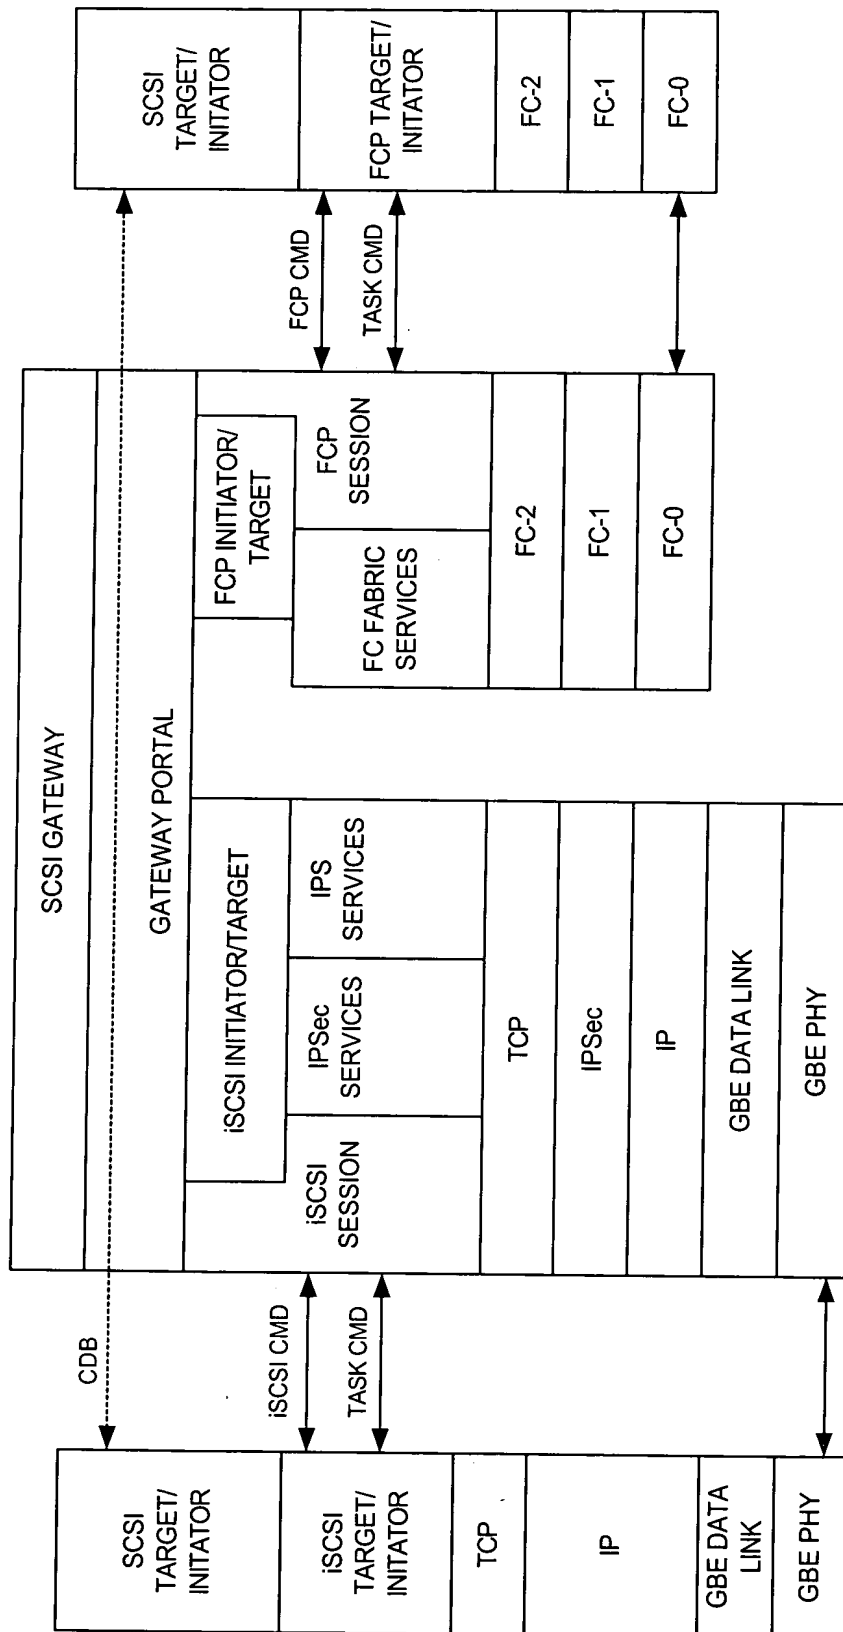 SCSI
TARGET/
INITATOR
iSCSI
TARGET/
INITATOR
TCP
IP
GBE DATA
LINK
GBE PHY
CDB
iSCSI CMD
TASK CMD
SCSI GATEWAY
GATEWAY PORTAL
iSCSI INITIATOR/TARGET
iSCSI
SESSION
IPSec
SERVICES
IPS
SERVICES
TCP
IPSec
IP
GBE DATA LINK
GBE PHY
FCP INITIATOR/
TARGET
FC FABRIC
SERVICES
FCP
SESSION
FC-2
FC-1
FC-0
FCP CMD
TASK CMD
SCSI
TARGET/
INITATOR
FCP TARGET/
INITATOR
FC-2
FC-1
FC-0